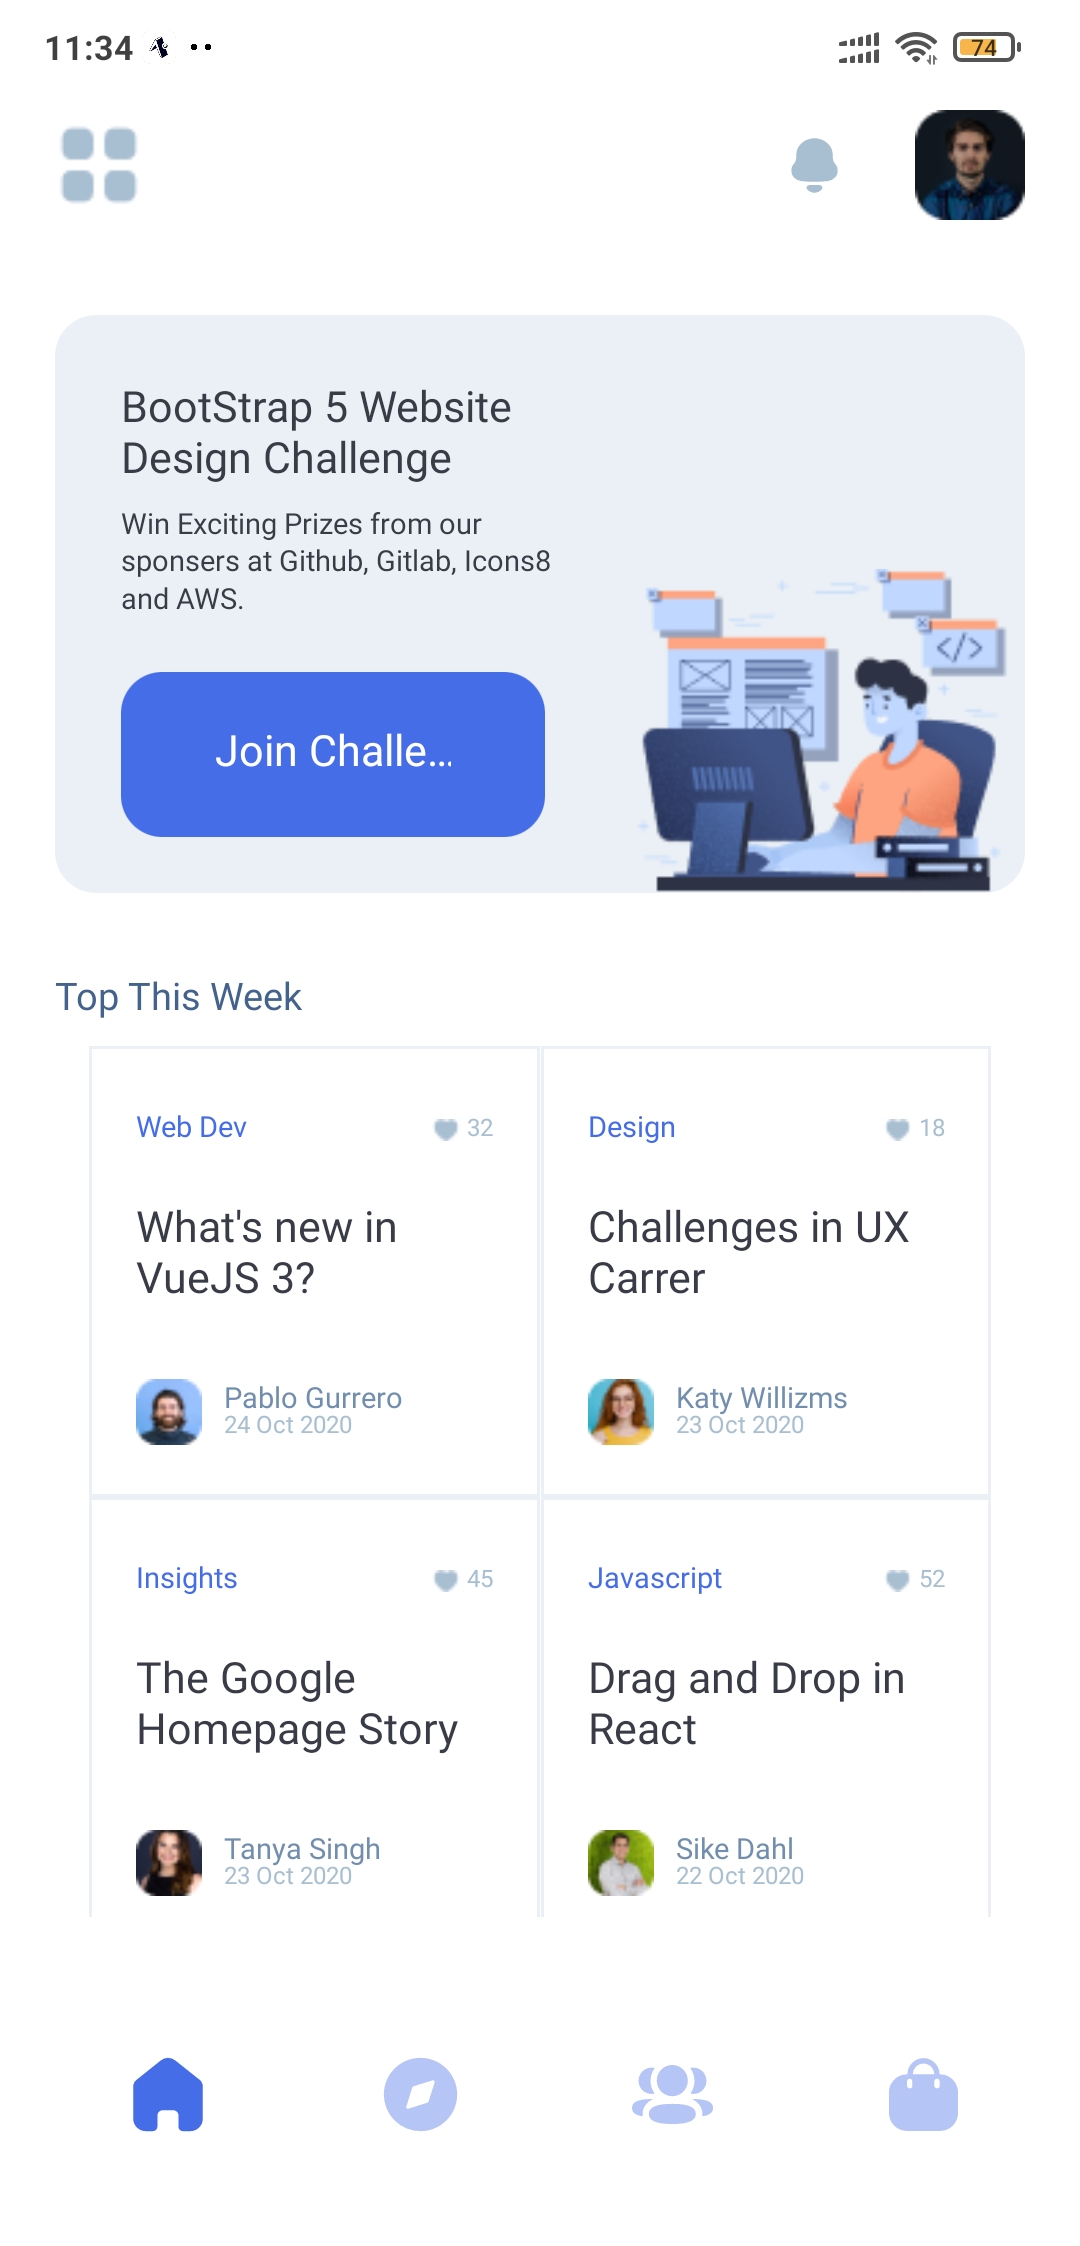 11:34
74
BootStrap 5 Website
Design Challenge
Win Exciting Prizes from our
sponsers at Github, Gitlab, Icons8
and AWS.
</>
Join Challe...
Top This Week
Web Dev 32
What's new in
VueJS 3?
Pablo Gurrero
24 Oct 2020
Design 18
Challenges in UX
Carrer
Katy Willizms
23 Oct 2020
Insights 45
The Google
Homepage Story
Tanya Singh
23 Oct 2020
Javascript 52
Drag and Drop in
React
Sike Dahl
22 Oct 2020